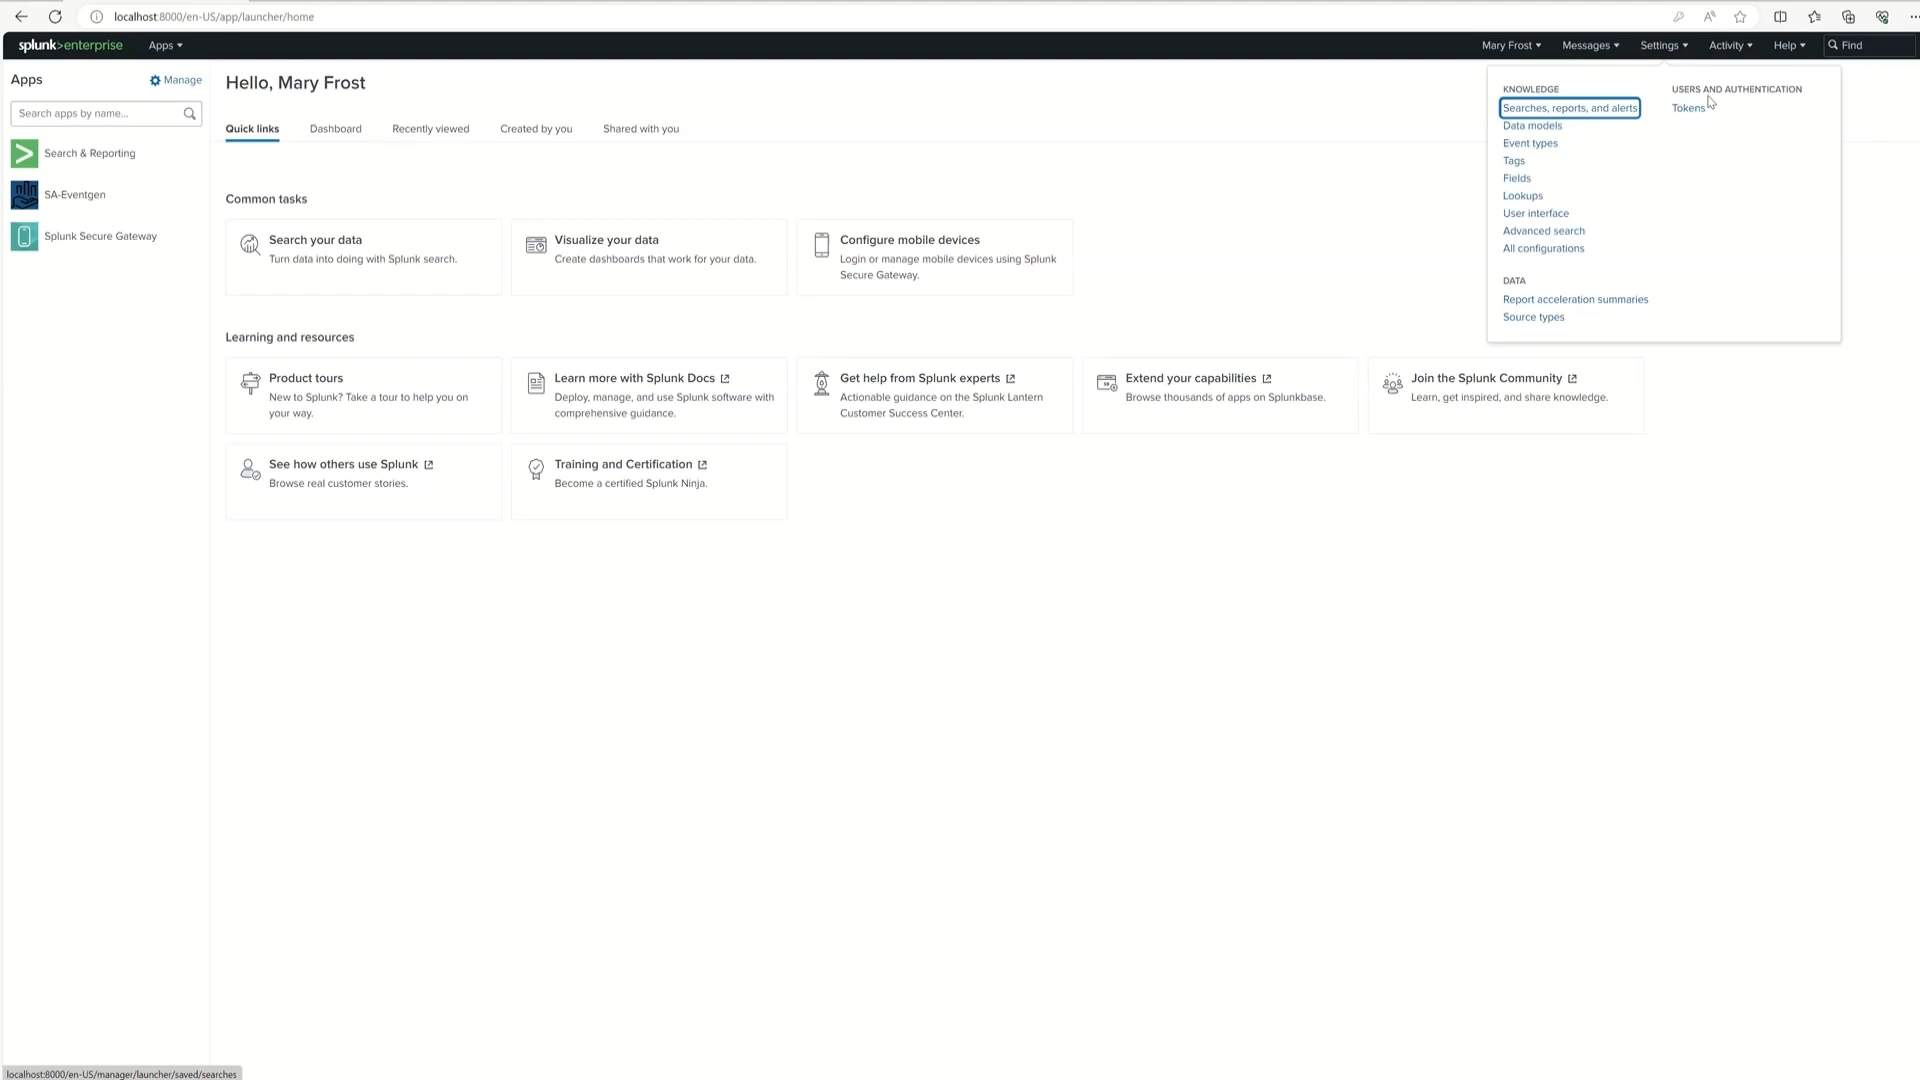 localhost:8000/en-US/app/launcher/home
splunk>enterprise Apps Mary Frost Messages Settings Activity Help Find
Apps Manage
Search apps by name...
Search & Reporting
SA-Eventgen
Splunk Secure Gateway
Hello, Mary Frost
Quick links Dashboard Recently viewed Created by you Shared with you
Common tasks
Search your data
Turn data into doing with Splunk search.
Visualize your data
Create dashboards that work for your data.
Configure mobile devices
Login or manage mobile devices using Splunk
Secure Gateway.
Learning and resources
Product tours
New to Splunk? Take a tour to help you on
your way.
Learn more with Splunk Docs
Deploy, manage, and use Splunk software with
comprehensive guidance.
Get help from Splunk experts
Actionable guidance on the Splunk Lantern
Customer Success Center.
Extend your capabilities
Browse thousands of apps on Splunkbase.
Join the Splunk Community
Learn, get inspired, and share knowledge.
See how others use Splunk
Browse real customer stories.
Training and Certification
Become a certified Splunk Ninja.
KNOWLEDGE
Searches, reports, and alerts
Data models
Event types
Tags
Fields
Lookups
User interface
Advanced search
All configurations
DATA
Report acceleration summaries
Source types
USERS AND AUTHENTICATION
Tokens
localhost:8000/en-US/manager/launcher/saved/searches